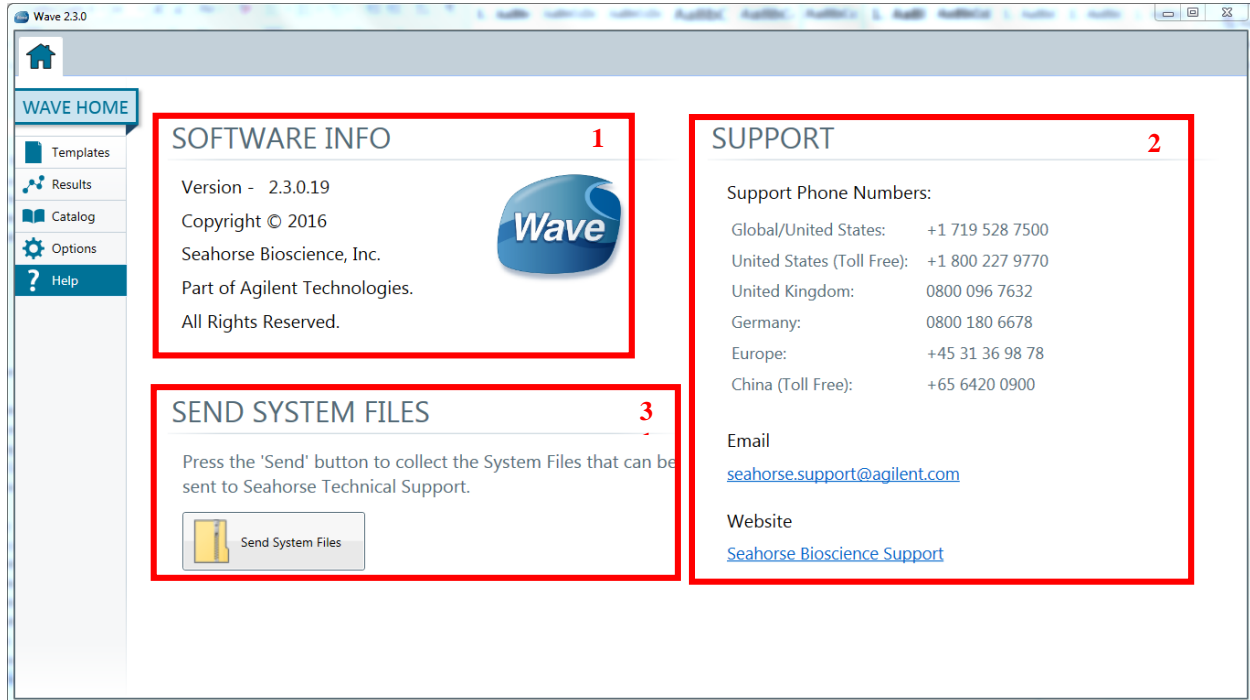 Wave 2.3.0
WAVE HOME
Templates
Results
Catalog
Options
? Help
SOFTWARE INFO 1
Version - 2.3.0.19
Copyright © 2016
Seahorse Bioscience, Inc.
Part of Agilent Technologies.
All Rights Reserved.
Wave
SEND SYSTEM FILES 3
Press the 'Send' button to collect the System Files that can be
sent to Seahorse Technical Support.
Send System Files
SUPPORT 2
Support Phone Numbers:
Global/United States: +1 719 528 7500
United States (Toll Free): +1 800 227 9770
United Kingdom: 0800 096 7632
Germany: 0800 180 6678
Europe: +45 31 36 98 78
China (Toll Free): +65 6420 0900
Email
seahorse.support@agilent.com
Website
Seahorse Bioscience Support